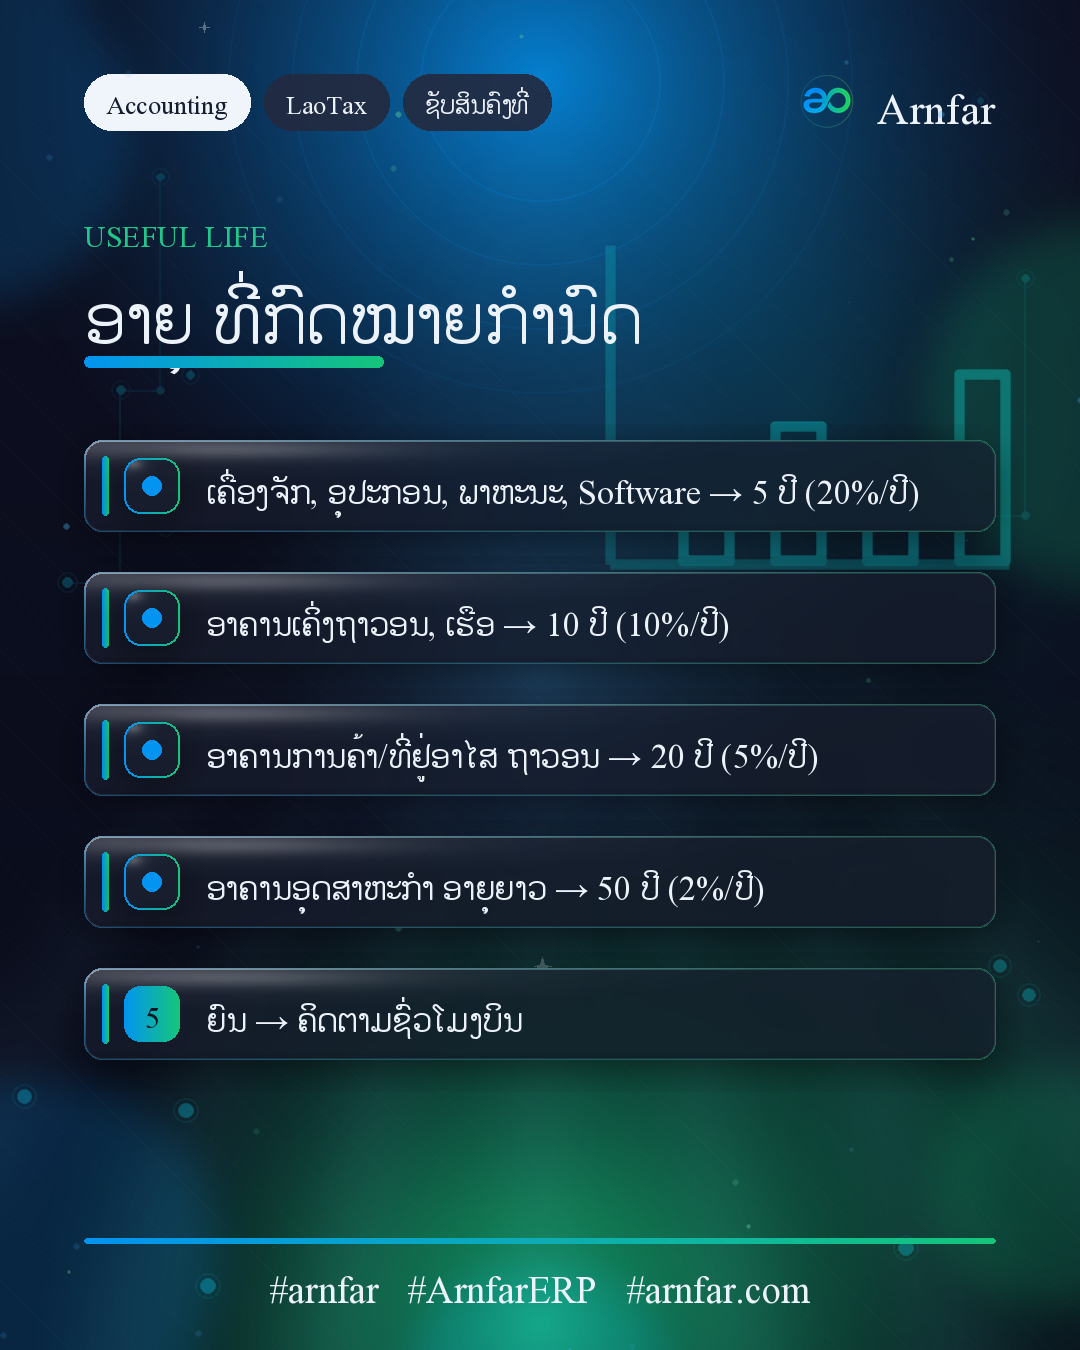 Accounting LaoTax ຊັບສິນຄົງທີ່
Arnfar
USEFUL LIFE
ອາຍຸ ທີ່ກົດໝາຍກຳນົດ
ເຄື່ອງຈັກ, ອຸປະກອນ, ພາຫະນະ, Software → 5 ປີ (20%/ປີ)
ອາຄານເຄິ່ງຖາວອນ, ເຮືອ → 10 ປີ (10%/ປີ)
ອາຄານການຄ້າ/ທີ່ຢູ່ອາໄສ ຖາວອນ → 20 ປີ (5%/ປີ)
ອາຄານອຸດສາຫະກຳ ອາຍຸຍາວ → 50 ປີ (2%/ປີ)
5 ຍົນ → ຄິດຕາມຊົ່ວໂມງບິນ
#arnfar #ArnfarERP #arnfar.com